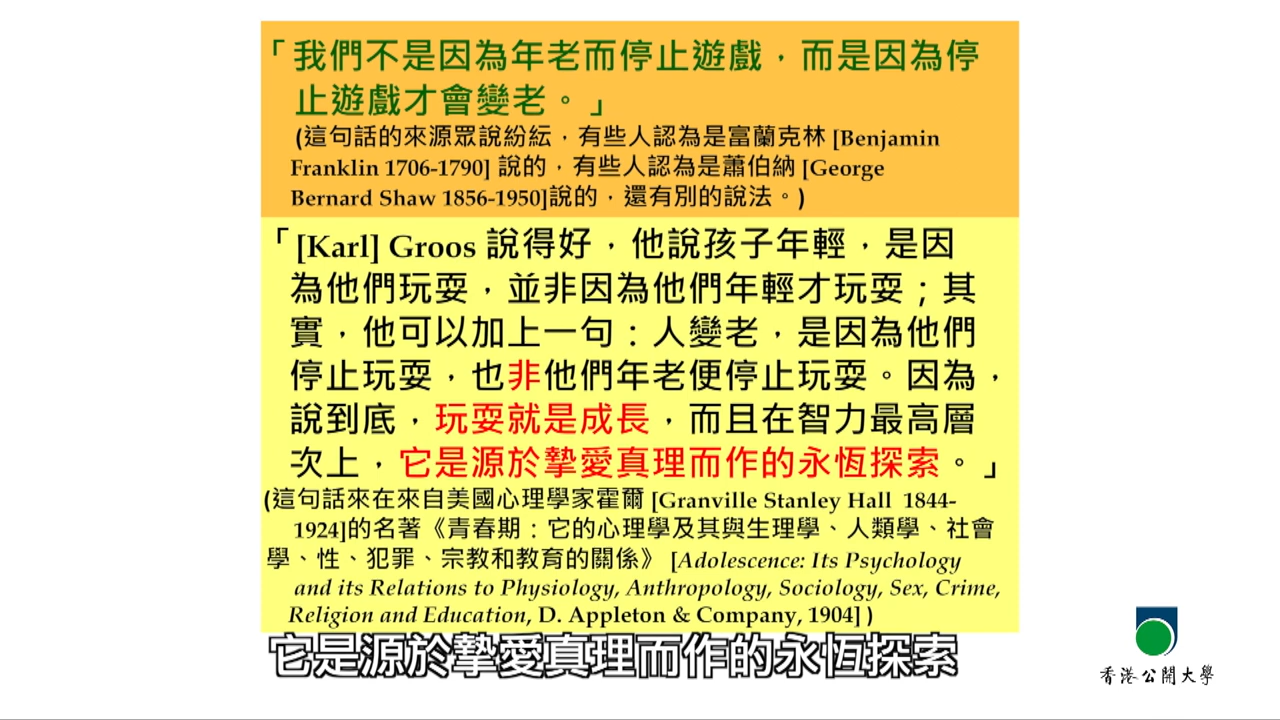 「我們不是因為年老而停止遊戲，而是因為停
止遊戲才會變老。」
(這句話的來源眾說紛紜，有些人認為是富蘭克林 [Benjamin
Franklin 1706-1790] 說的，有些人認為是蕭伯納 [George
Bernard Shaw 1856-1950]說的，還有別的說法。)
「[Karl] Groos 說得好，他說孩子年輕，是因
為他們玩耍，並非因為他們年輕才玩耍；其
實，他可以加上一句：人變老，是因為他們
停止玩耍，也非他們年老便停止玩耍。因為，
說到底，玩耍就是成長，而且在智力最高層
次上，它是源於摯愛真理而作的永恆探索。」
(這句話來在來自美國心理學家霍爾 [Granville Stanley Hall 1844-
1924]的名著《青春期：它的心理學及其與生理學、人類學、社會
學、性、犯罪、宗教和教育的關係》 [Adolescence: Its Psychology
and its Relations to Physiology, Anthropology, Sociology, Sex, Crime,
Religion and Education, D. Appleton & Company, 1904] )
它是源於摯愛真理而作的永恆探索
香港公開大學